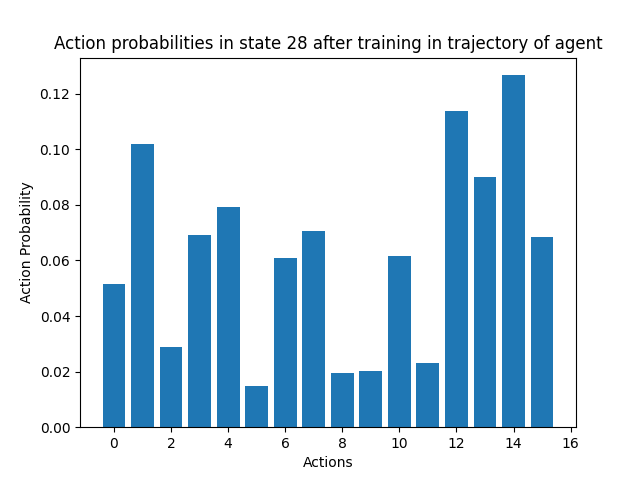 Action probabilities in state 28 after training in trajectory of agent
0.12
0.10
0.08
0.06
0.04
0.02
0.00
Action Probability
0 2 4 6 8 10 12 14 16
Actions